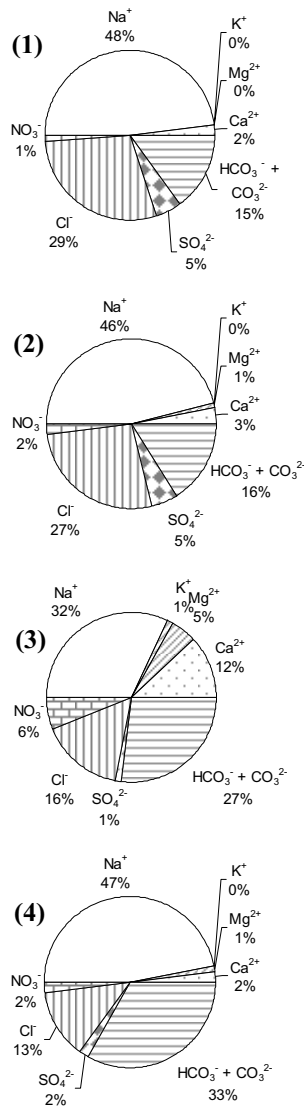 (1)
Na⁺
48%
K⁺
0%
Mg²⁺
0%
Ca²⁺
2%
HCO₃⁻ +
CO₃²⁻
15%
SO₄²⁻
5%
Cl⁻
29%
NO₃⁻
1%
(2)
Na⁺
46%
K⁺
0%
Mg²⁺
1%
Ca²⁺
3%
HCO₃⁻ + CO₃²⁻
16%
SO₄²⁻
5%
Cl⁻
27%
NO₃⁻
2%
(3)
Na⁺
32%
K⁺
1%
Mg²⁺
5%
Ca²⁺
12%
HCO₃⁻ + CO₃²⁻
27%
SO₄²⁻
1%
Cl⁻
16%
NO₃⁻
6%
(4)
Na⁺
47%
K⁺
0%
Mg²⁺
1%
Ca²⁺
2%
HCO₃⁻ + CO₃²⁻
33%
SO₄²⁻
2%
Cl⁻
13%
NO₃⁻
2%